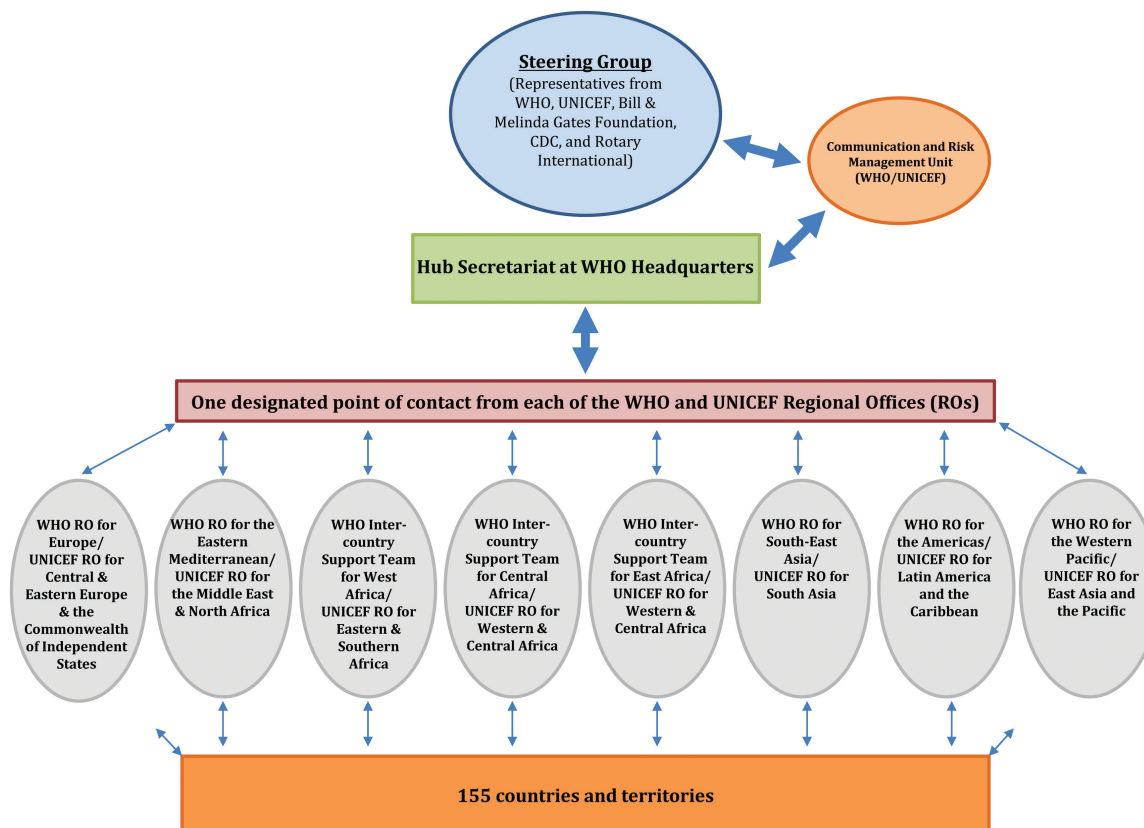 Steering Group
(Representatives from
WHO, UNICEF, Bill &
Melinda Gates Foundation,
CDC, and Rotary
International)
Communication and Risk
Management Unit
(WHO/UNICEF)
Hub Secretariat at WHO Headquarters
One designated point of contact from each of the WHO and UNICEF Regional Offices (ROs)
WHO RO for
Europe/
UNICEF RO for
Central &
Eastern Europe
& the
Commonwealth
of Independent
States
WHO RO for the
Eastern
Mediterranean/
UNICEF RO for
the Middle East
& North Africa
WHO Inter-
country
Support Team
for West
Africa/
UNICEF RO for
Eastern &
Southern
Africa
WHO Inter-
country
Support Team
for Central
Africa/
UNICEF RO for
Western &
Central Africa
WHO Inter-
country
Support Team
for East Africa/
UNICEF RO for
Western &
Central Africa
WHO RO for
South-East
Asia/
UNICEF RO for
South Asia
WHO RO for
the Americas/
UNICEF RO for
Latin America
and the
Caribbean
WHO RO for
the Western
Pacific/
UNICEF RO for
East Asia and
the Pacific
155 countries and territories